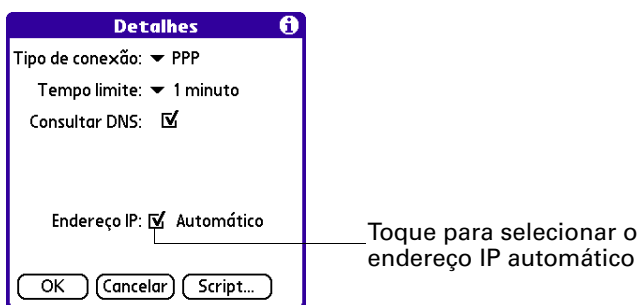 Detalhes
Tipo de conexão: PPP
Tempo limite: 1 minuto
Consultar DNS:
Endereço IP: Automático
Toque para selecionar o
endereço IP automático
OK Cancelar Script...